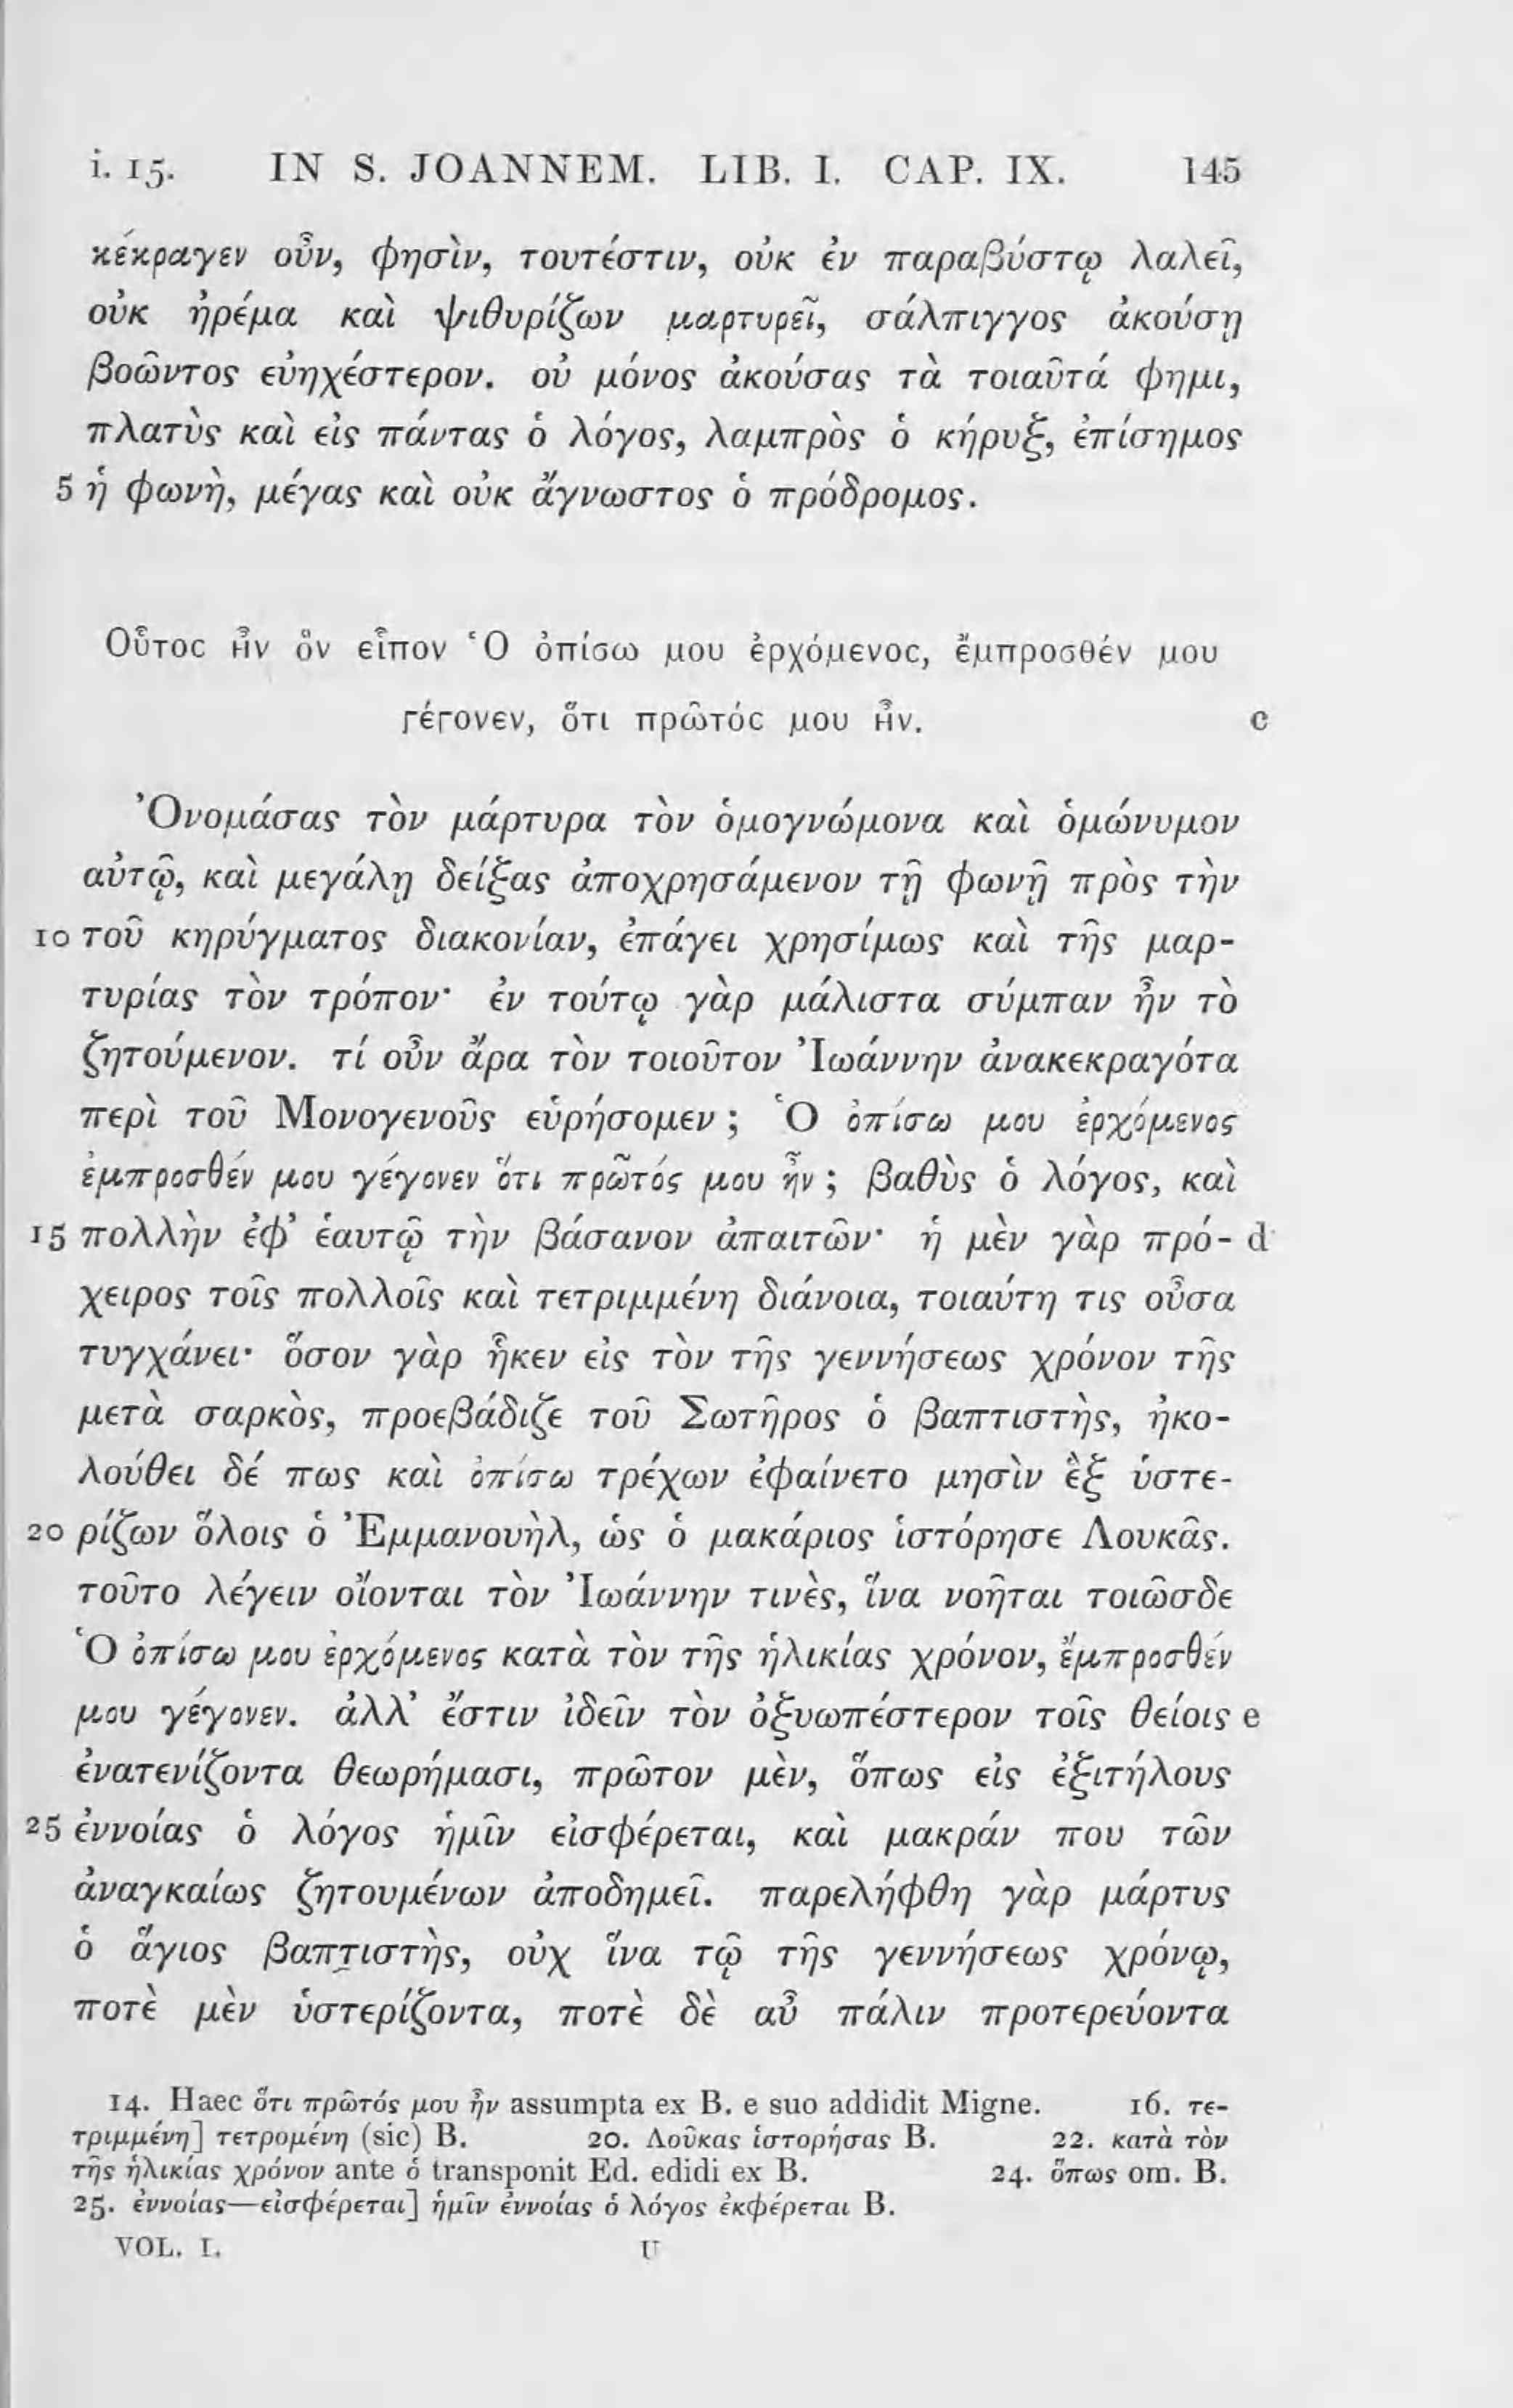 i. 15. IN S. JOANNEM. LIB. I. CAP. IX. 145
κέκραγεν οὖν, φησὶν, τουτέστιν, οὐκ ἐν παραβύστῳ λαλεῖ,
οὐκ ἠρέμα καὶ ψιθυρίζων μαρτυρεῖ, σάλπιγγος ἀκούσῃ
βοῶντος εὐηχέστερον. οὐ μόνος ἀκούσας τὰ τοιαῦτά φημι,
πλατὺς καὶ εἰς πάντας ὁ λόγος, λαμπρὸς ὁ κήρυξ, ἐπίσημος
5 ἡ φωνὴ, μέγας καὶ οὐκ ἄγνωστος ὁ πρόδρομος.
Οὗτος ἦν ὃν εἶπον Ὁ ὀπίσω μου ἐρχόμενος, ἔμπροσθέν μου
γέγονεν, ὅτι πρῶτός μου ἦν. c
Ὀνομάσας τὸν μάρτυρα τὸν ὁμογνώμονα καὶ ὁμώνυμον
αὐτῷ, καὶ μεγάλῃ δείξας ἀποχρησάμενον τῇ φωνῇ πρὸς τὴν
10 τοῦ κηρύγματος διακονίαν, ἐπάγει χρησίμως καὶ τῆς μαρ-
τυρίας τὸν τρόπον· ἐν τούτῳ γὰρ μάλιστα σύμπαν ἦν τὸ
ζητούμενον. τί οὖν ἄρα τὸν τοιοῦτον Ἰωάννην ἀνακεκραγότα
περὶ τοῦ Μονογενοῦς εὑρήσομεν ; Ὁ ὀπίσω μου ἐρχόμενος
ἐμπροσθέν μου γέγονεν ὅτι πρῶτός μου ἦν ; βαθὺς ὁ λόγος, καὶ
15 πολλὴν ἐφ’ ἑαυτῷ τὴν βάσανον ἀπαιτῶν· ἡ μὲν γὰρ πρό- d
χειρος τοῖς πολλοῖς καὶ τετριμμένη διάνοια, τοιαύτη τις οὖσα
τυγχάνει· ὅσον γὰρ ἧκεν εἰς τὸν τῆς γεννήσεως χρόνον τῆς
μετὰ σαρκὸς, προεβάδιζε τοῦ Σωτῆρος ὁ βαπτιστὴς, ἠκο-
λούθει δέ πως καὶ ὀπίσω τρέχων ἐφαίνετο μησὶν ἓξ ὑστε-
20 ρίζων ὅλοις ὁ Ἐμμανουὴλ, ὡς ὁ μακάριος ἱστόρησε Λουκᾶς.
τοῦτο λέγειν οἴονται τὸν Ἰωάννην τινὲς, ἵνα νοῆται τοιῶσδε
Ὁ ὀπίσω μου ἐρχόμενος κατὰ τὸν τῆς ἡλικίας χρόνον, ἔμπροσθέν
μου γέγονεν. ἀλλ’ ἔστιν ἰδεῖν τὸν ὀξυωπέστερον τοῖς θείοις e
ἐνατενίζοντα θεωρήμασι, πρῶτον μὲν, ὅπως εἰς ἐξιτήλους
25 ἐννοίας ὁ λόγος ἡμῖν εἰσφέρεται, καὶ μακράν που τῶν
ἀναγκαίως ζητουμένων ἀποδημεῖ. παρελήφθη γὰρ μάρτυς
ὁ ἅγιος βαπτιστὴς, οὐχ ἵνα τῷ τῆς γεννήσεως χρόνῳ,
ποτὲ μὲν ὑστερίζοντα, ποτὲ δὲ αὖ πάλιν προτερεύοντα
14. Haec ὅτι πρῶτός μου ἦν assumpta ex B. e suo addidit Migne. 16. τε-
τριμμένη] τετρομένη (sic) B. 20. Λοῦκας ἱστορήσας B. 22. κατὰ τὸν
τῆς ἡλικίας χρόνον ante ὁ transponit Ed. edidi ex B. 24. ὅπως om. B.
25. ἐννοίας—εἰσφέρεται] ἡμῖν ἐννοίας ὁ λόγος ἐκφέρεται B.
VOL. I. U